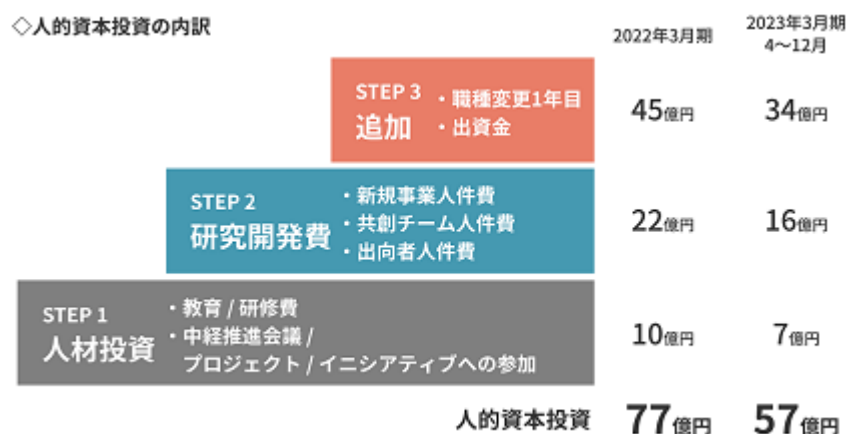 ◇人的資本投資の内訳
2022年3月期
2023年3月期
4～12月
STEP 3
追加
・職種変更1年目
・出資金
45億円
34億円
STEP 2
研究開発費
・新規事業人件費
・共創チーム人件費
・出向者人件費
22億円
16億円
STEP 1
人材投資
・教育 / 研修費
・中経推進会議 /
プロジェクト / イニシアティブへの参加
10億円
7億円
人的資本投資
77億円
57億円